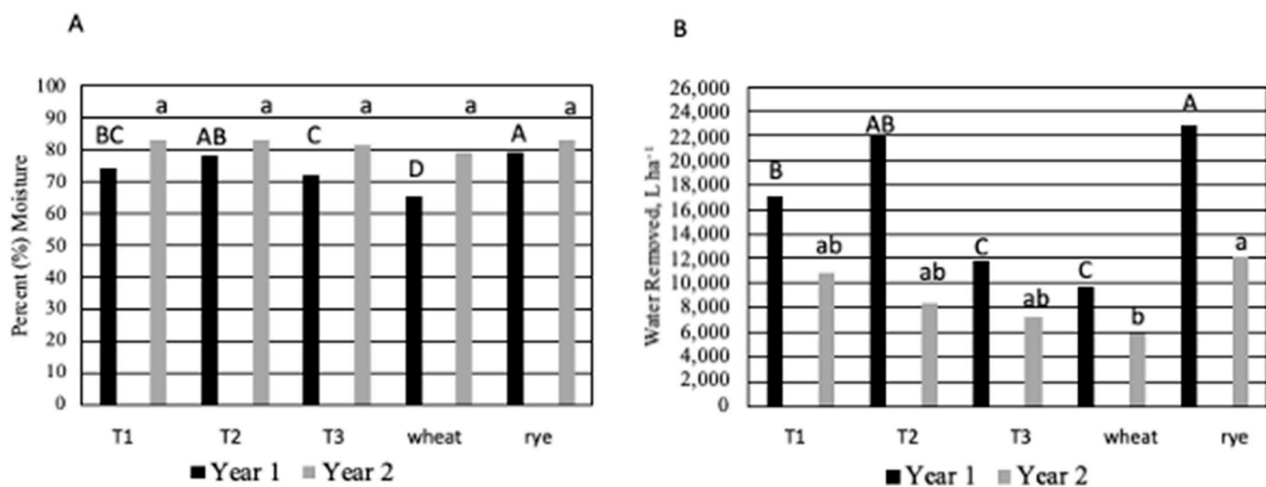 A
100
90
80
70
60
50
40
30
20
10
0
Percent (%) Moisture
BC
a
AB
a
C
a
D
a
A
a
T1
T2
T3
wheat
rye
Year 1
Year 2
B
26,000
24,000
22,000
20,000
18,000
16,000
14,000
12,000
10,000
8,000
6,000
4,000
2,000
0
Water Removed, L ha⁻¹
B
ab
AB
ab
C
ab
C
b
A
a
T1
T2
T3
wheat
rye
Year 1
Year 2